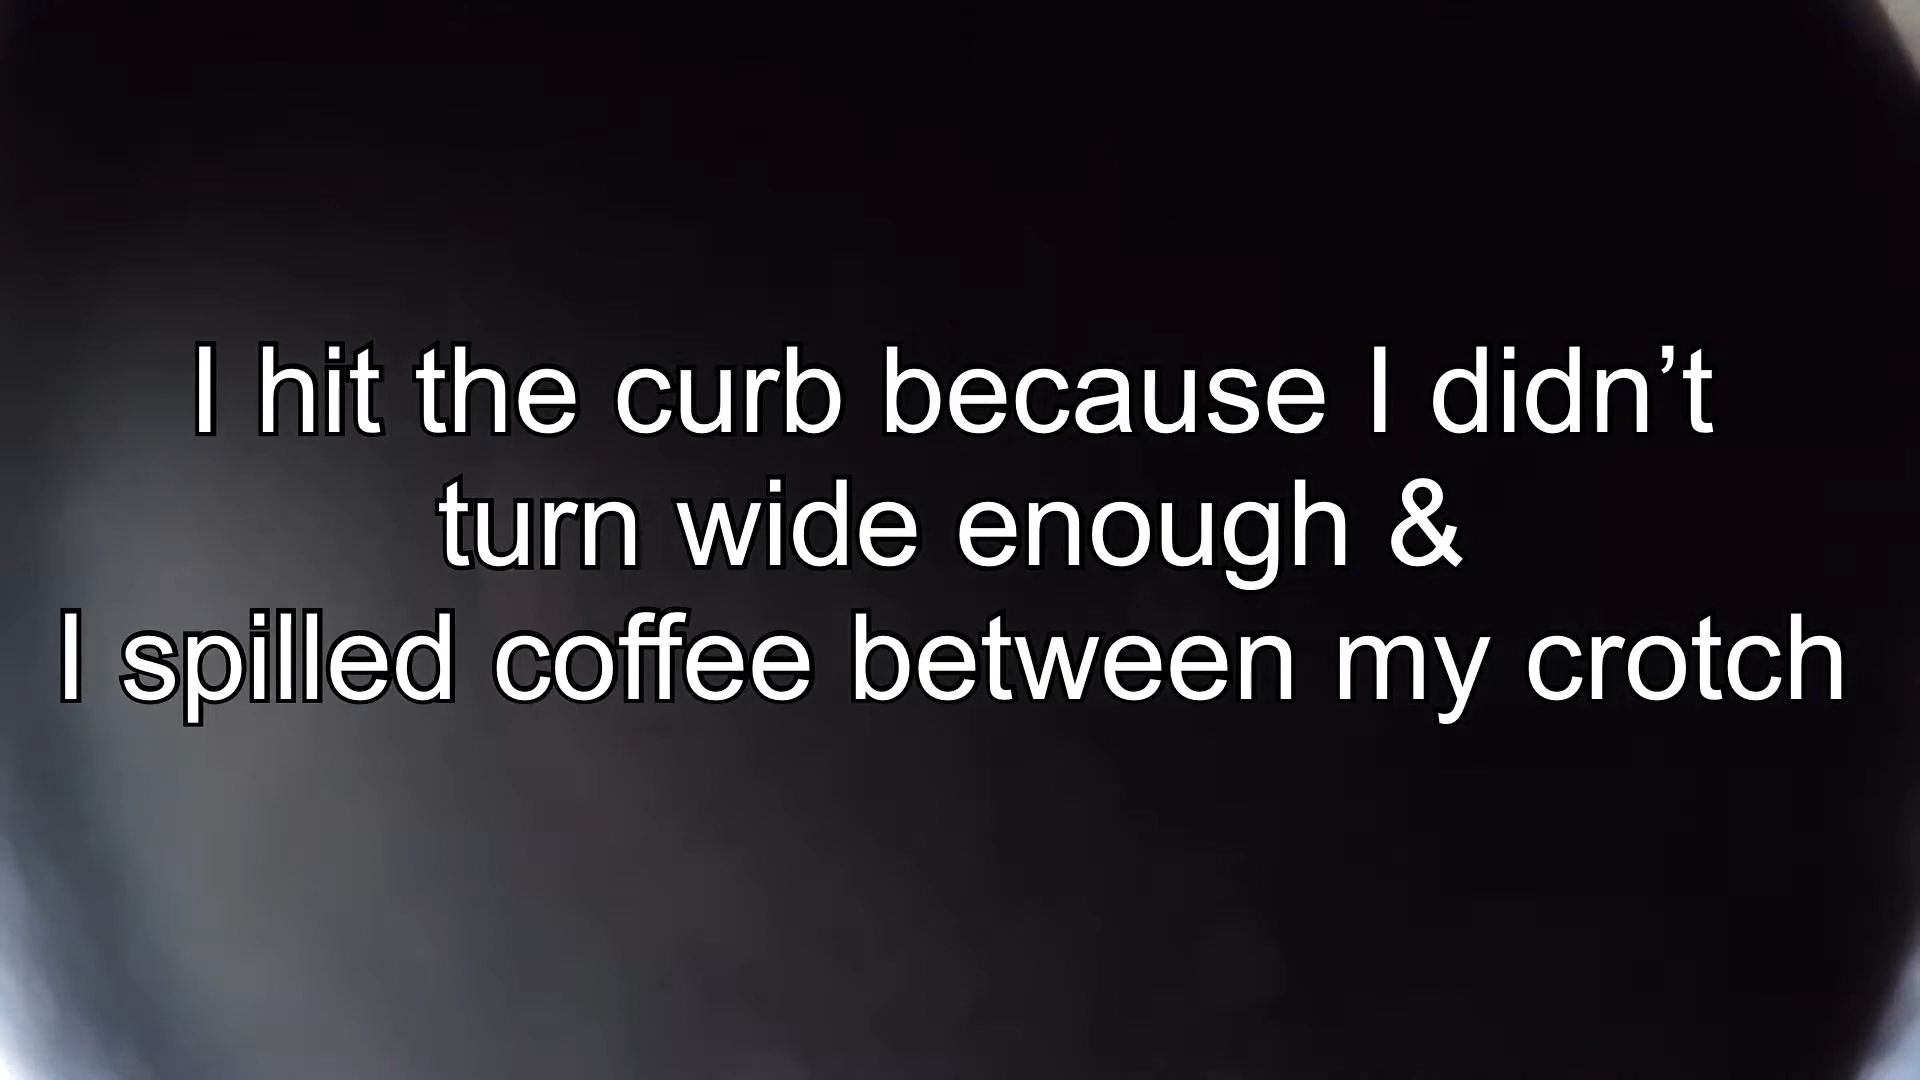 I hit the curb because I didn’t
turn wide enough &
I spilled coffee between my crotch